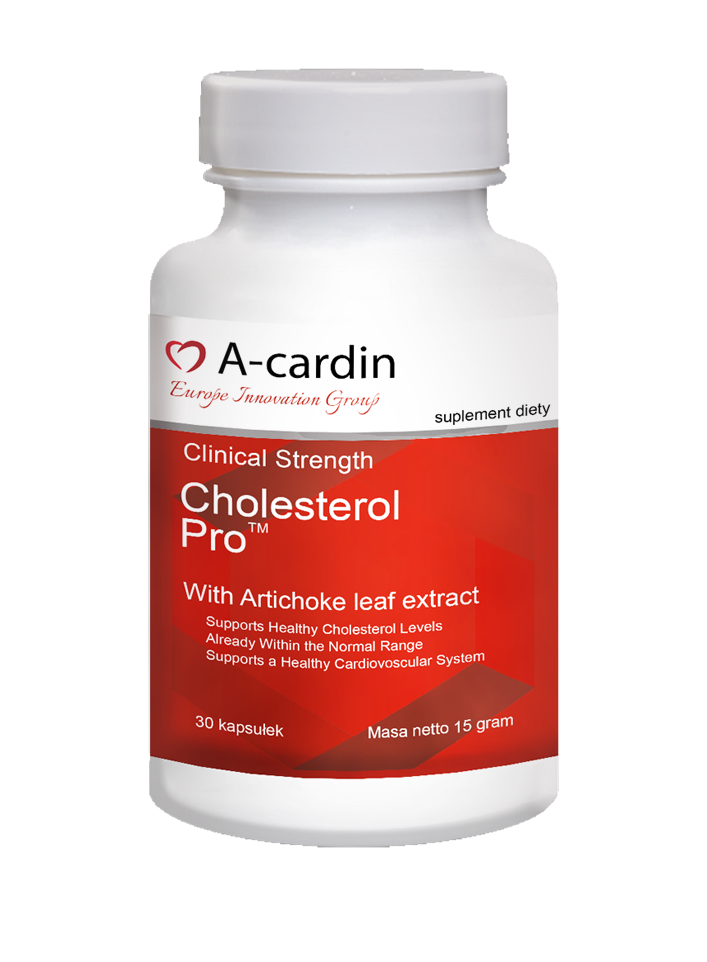 A-cardin
Europe Innovation Group
suplement diety
Clinical Strength
Cholesterol
Pro™
With Artichoke leaf extract
Supports Healthy Cholesterol Levels
Already Within the Normal Range
Supports a Healthy Cardiovoscular System
30 kapsułek
Masa netto 15 gram